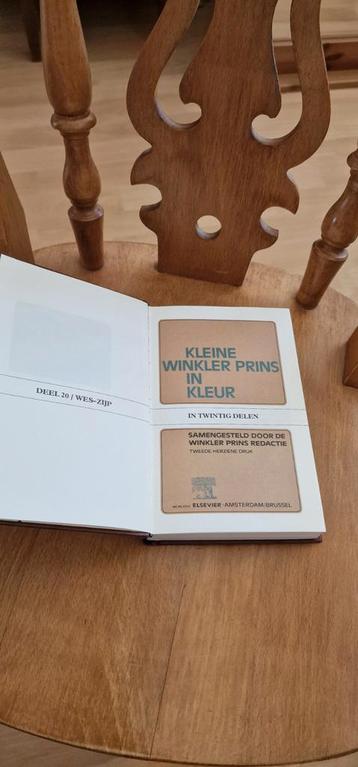 DEEL 20 / WES-ZIJP
KLEINE
WINKLER PRINS
IN
KLEUR
IN TWINTIG DELEN
SAMENGESTELD DOOR DE
WINKLER PRINS REDACTIE
TWEEDE HERZIENE DRUK
ELSEVIER · AMSTERDAM/BRUSSEL